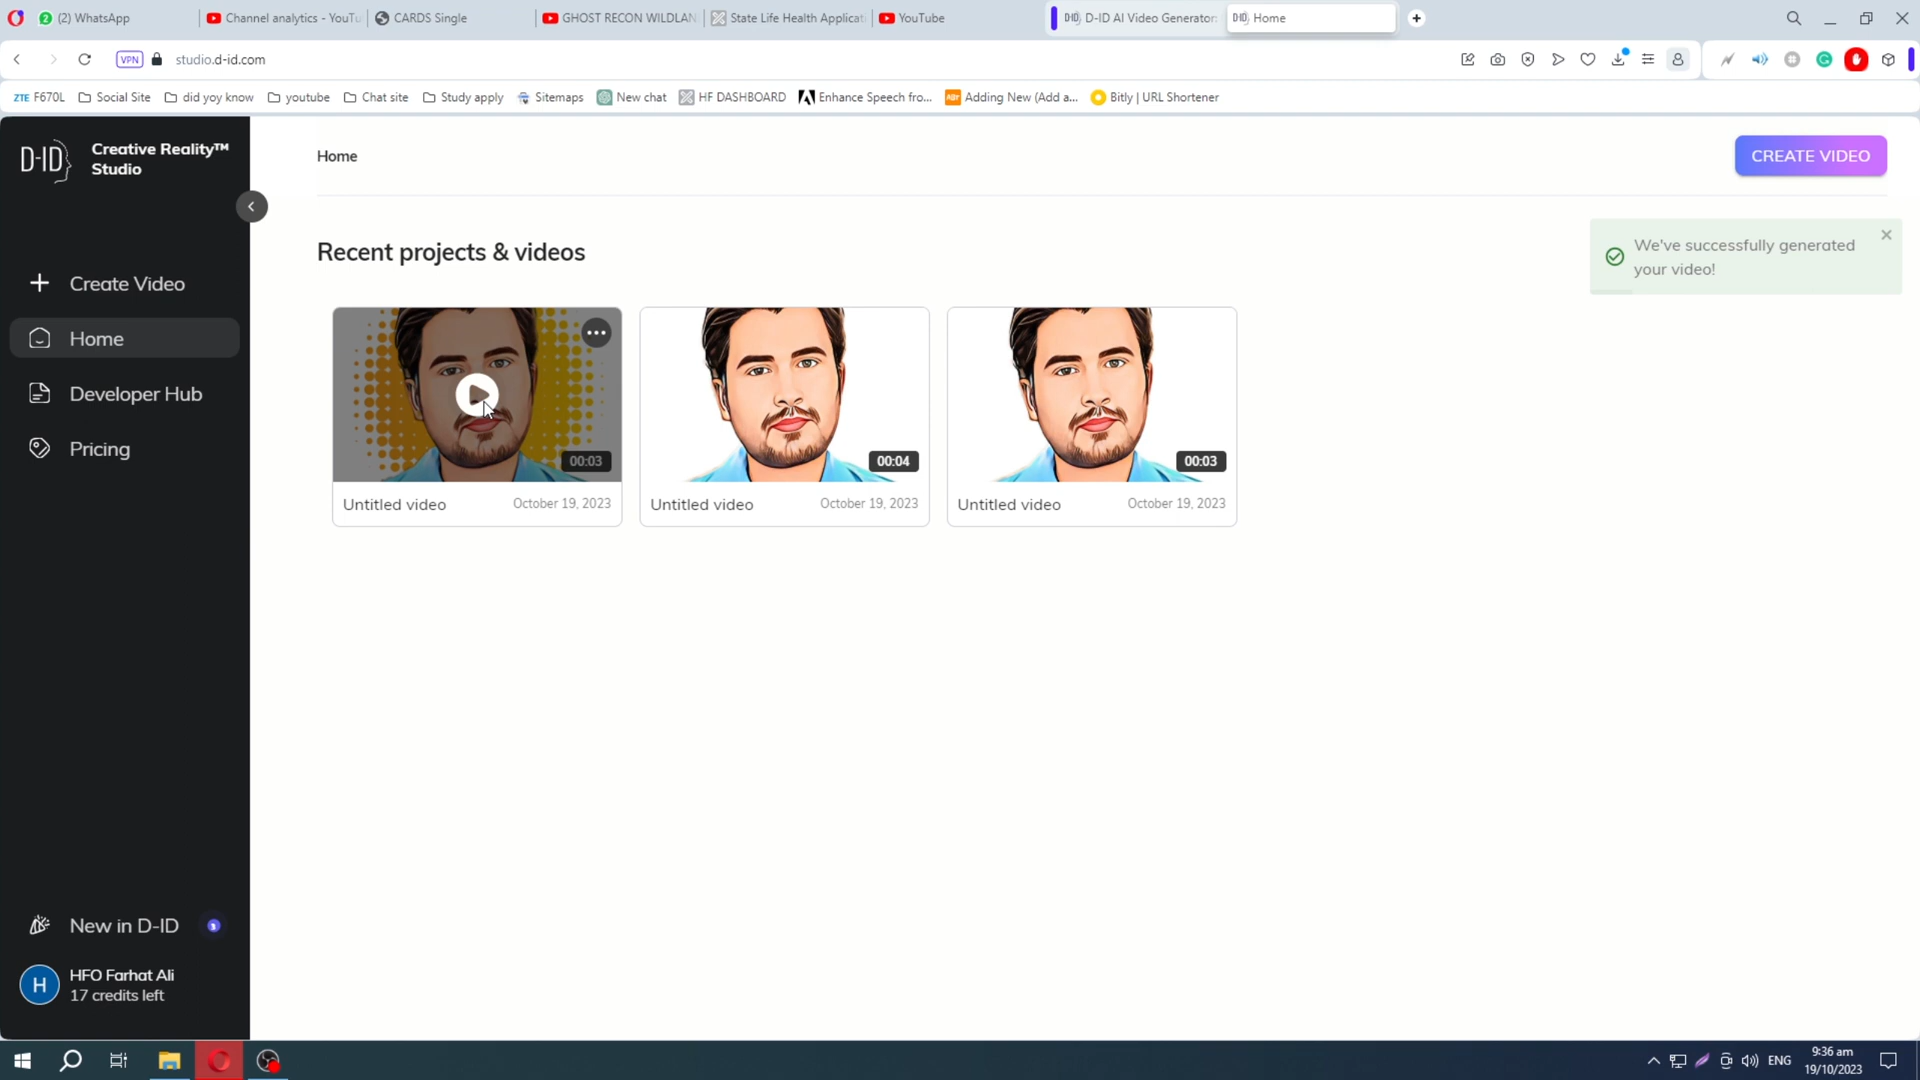 (2) WhatsApp
Channel analytics - YouTu
CARDS Single
GHOST RECON WILDLAN
State Life Health Applicati
YouTube
D-ID AI Video Generator
Home
VPN
studio.d-id.com
ZTE F670L
Social Site
did yoy know
youtube
Chat site
Study apply
Sitemaps
New chat
HF DASHBOARD
Enhance Speech fro...
Adding New (Add a...
Bitly | URL Shortener
D-ID
Creative Reality™
Studio
Home
CREATE VIDEO
We've successfully generated
your video!
Recent projects & videos
Create Video
Home
Developer Hub
Pricing
00:03
00:04
00:03
Untitled video
October 19, 2023
Untitled video
October 19, 2023
Untitled video
October 19, 2023
New in D-ID
H
HFO Farhat Ali
17 credits left
ENG
9:36 am
19/10/2023